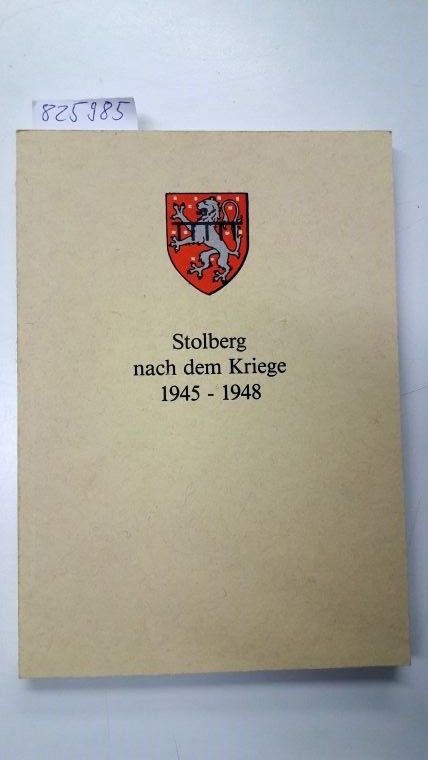 825985
Stolberg
nach dem Kriege
1945 - 1948